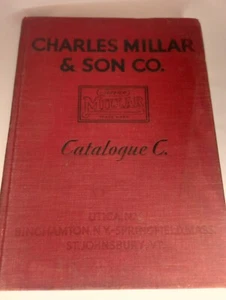 CHARLES MILLAR
& SON CO.
MILLAR
Catalogue C.
UTICA, N.Y.
BINGHAMTON N.Y.-SPRINGFIELD, MASS.
ST. JOHNSBURY, VT.